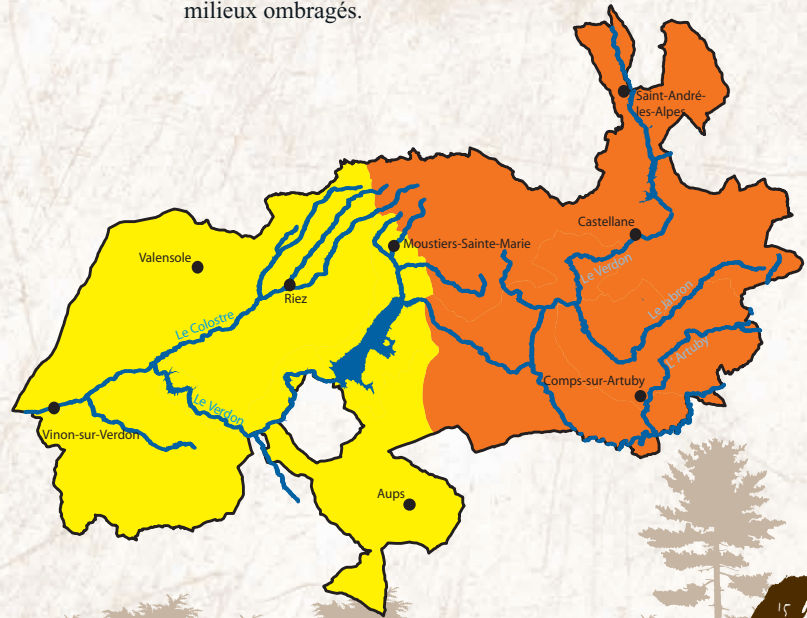 milieux ombragés.
Saint-André-
les-Alpes
Castellane
Moustiers-Sainte-Marie
Valensole
Le Verdon
Riez
Le Jabron
Le Colostre
L'Artuby
Comps-sur-Artuby
Le Verdon
Vinon-sur-Verdon
Aups
15